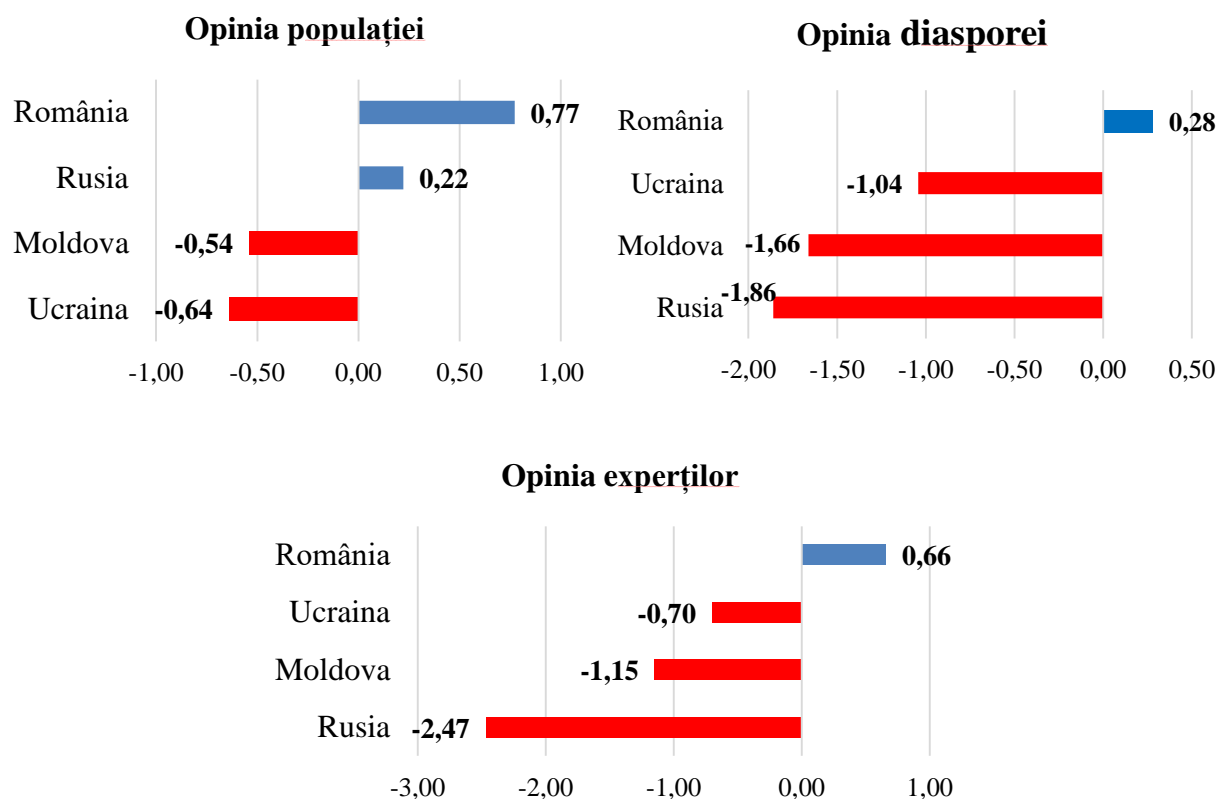 Opinia populației
România 0,77
Rusia 0,22
Moldova -0,54
Ucraina -0,64
-1,00 -0,50 0,00 0,50 1,00
Opinia diasporei
România 0,28
Ucraina -1,04
Moldova -1,66
Rusia -1,86
-2,00 -1,50 -1,00 -0,50 0,00 0,50
Opinia experților
România 0,66
Ucraina -0,70
Moldova -1,15
Rusia -2,47
-3,00 -2,00 -1,00 0,00 1,00